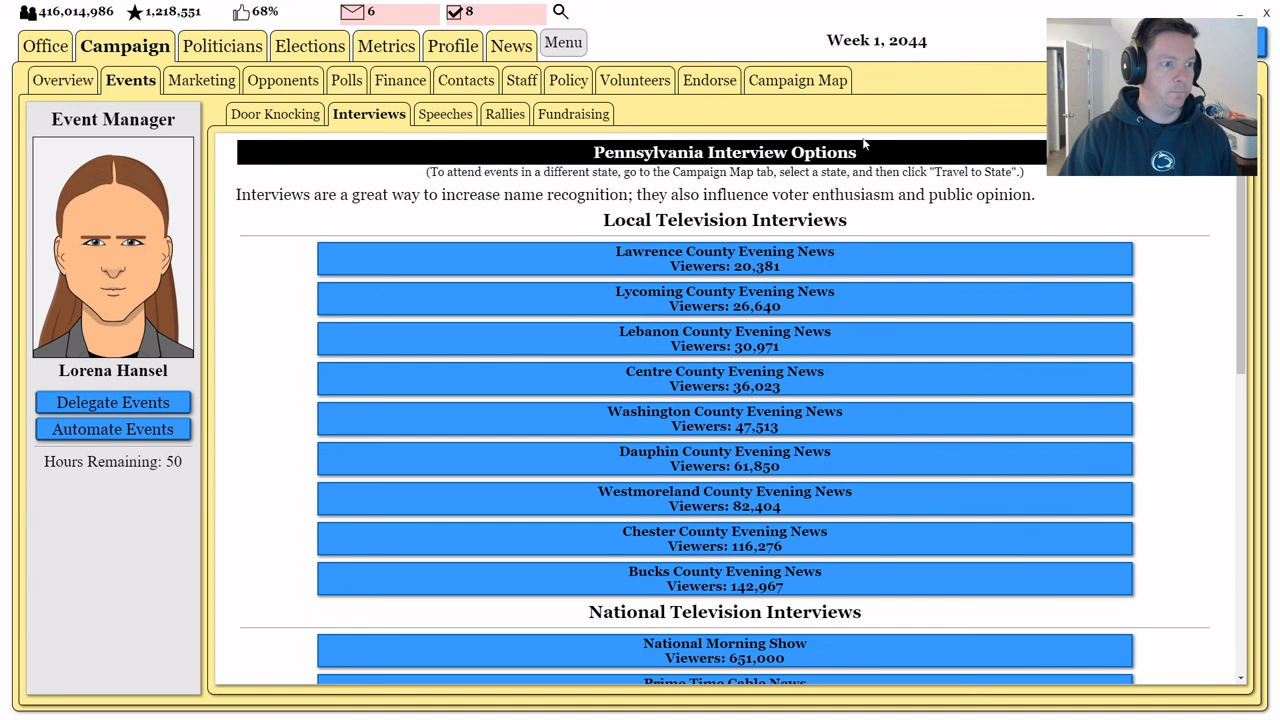 416,014,986 1,218,551 68% 6 8
Office Campaign Politicians Elections Metrics Profile News Menu
Week 1, 2044
_ X
Overview Events Marketing Opponents Polls Finance Contacts Staff Policy Volunteers Endorse Campaign Map
Event Manager
Lorena Hansel
Delegate Events
Automate Events
Hours Remaining: 50
Door Knocking Interviews Speeches Rallies Fundraising
Pennsylvania Interview Options
(To attend events in a different state, go to the Campaign Map tab, select a state, and then click "Travel to State".)
Interviews are a great way to increase name recognition; they also influence voter enthusiasm and public opinion.
Local Television Interviews
Lawrence County Evening News
Viewers: 20,381
Lycoming County Evening News
Viewers: 26,640
Lebanon County Evening News
Viewers: 30,971
Centre County Evening News
Viewers: 36,023
Washington County Evening News
Viewers: 47,513
Dauphin County Evening News
Viewers: 61,850
Westmoreland County Evening News
Viewers: 82,404
Chester County Evening News
Viewers: 116,276
Bucks County Evening News
Viewers: 142,967
National Television Interviews
National Morning Show
Viewers: 651,000
Prime Time Cable News